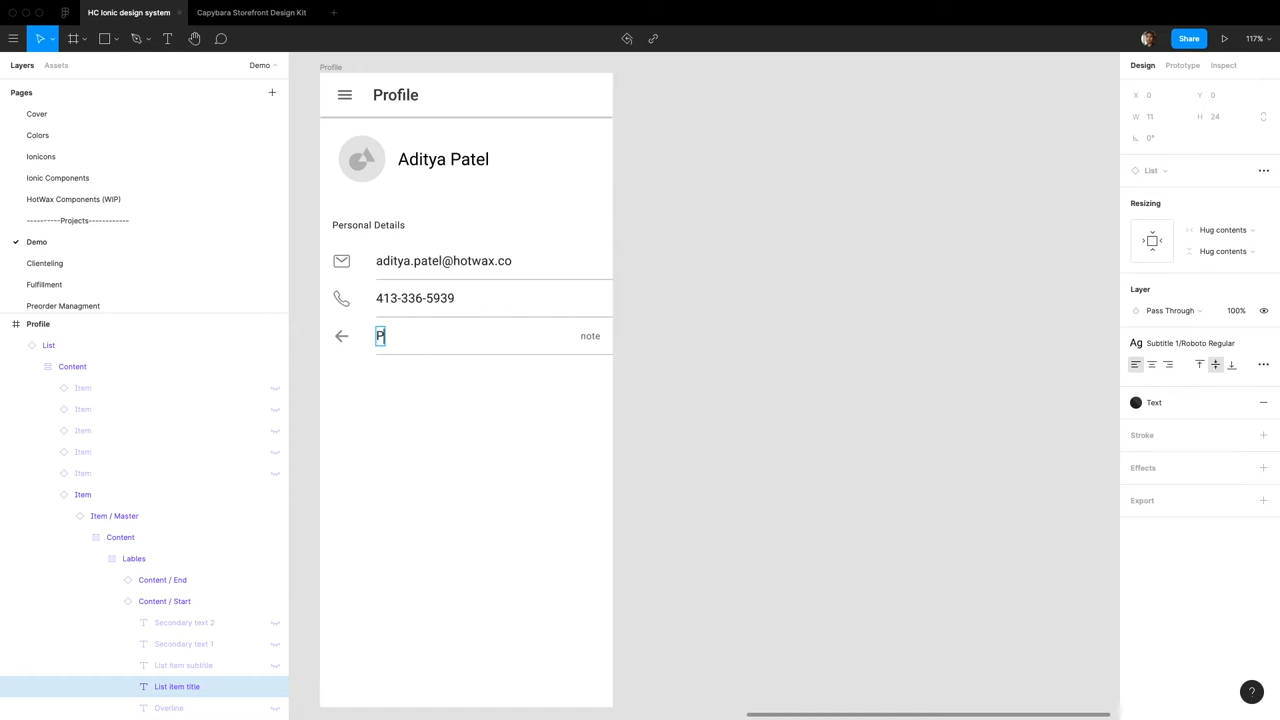 HC Ionic design system
Capybara Storefront Design Kit
Share
117%
Layers
Assets
Demo
Pages
Cover
Colors
Ionicons
Ionic Components
HotWax Components (WIP)
----------Projects------------
Demo
Clienteling
Fulfillment
Preorder Managment
Profile
List
Content
Item
Item
Item
Item
Item
Item
Item / Master
Content
Lables
Content / End
Content / Start
Secondary text 2
Secondary text 1
List item subtitle
List item title
Overline
Profile
Profile
Aditya Patel
Personal Details
aditya.patel@hotwax.co
413-336-5939
P
note
Design
Prototype
Inspect
X 0
Y 0
W 11
H 24
0°
List
Resizing
Hug contents
Hug contents
Layer
Pass Through
100%
Ag Subtitle 1/Roboto Regular
Text
Stroke
Effects
Export
?